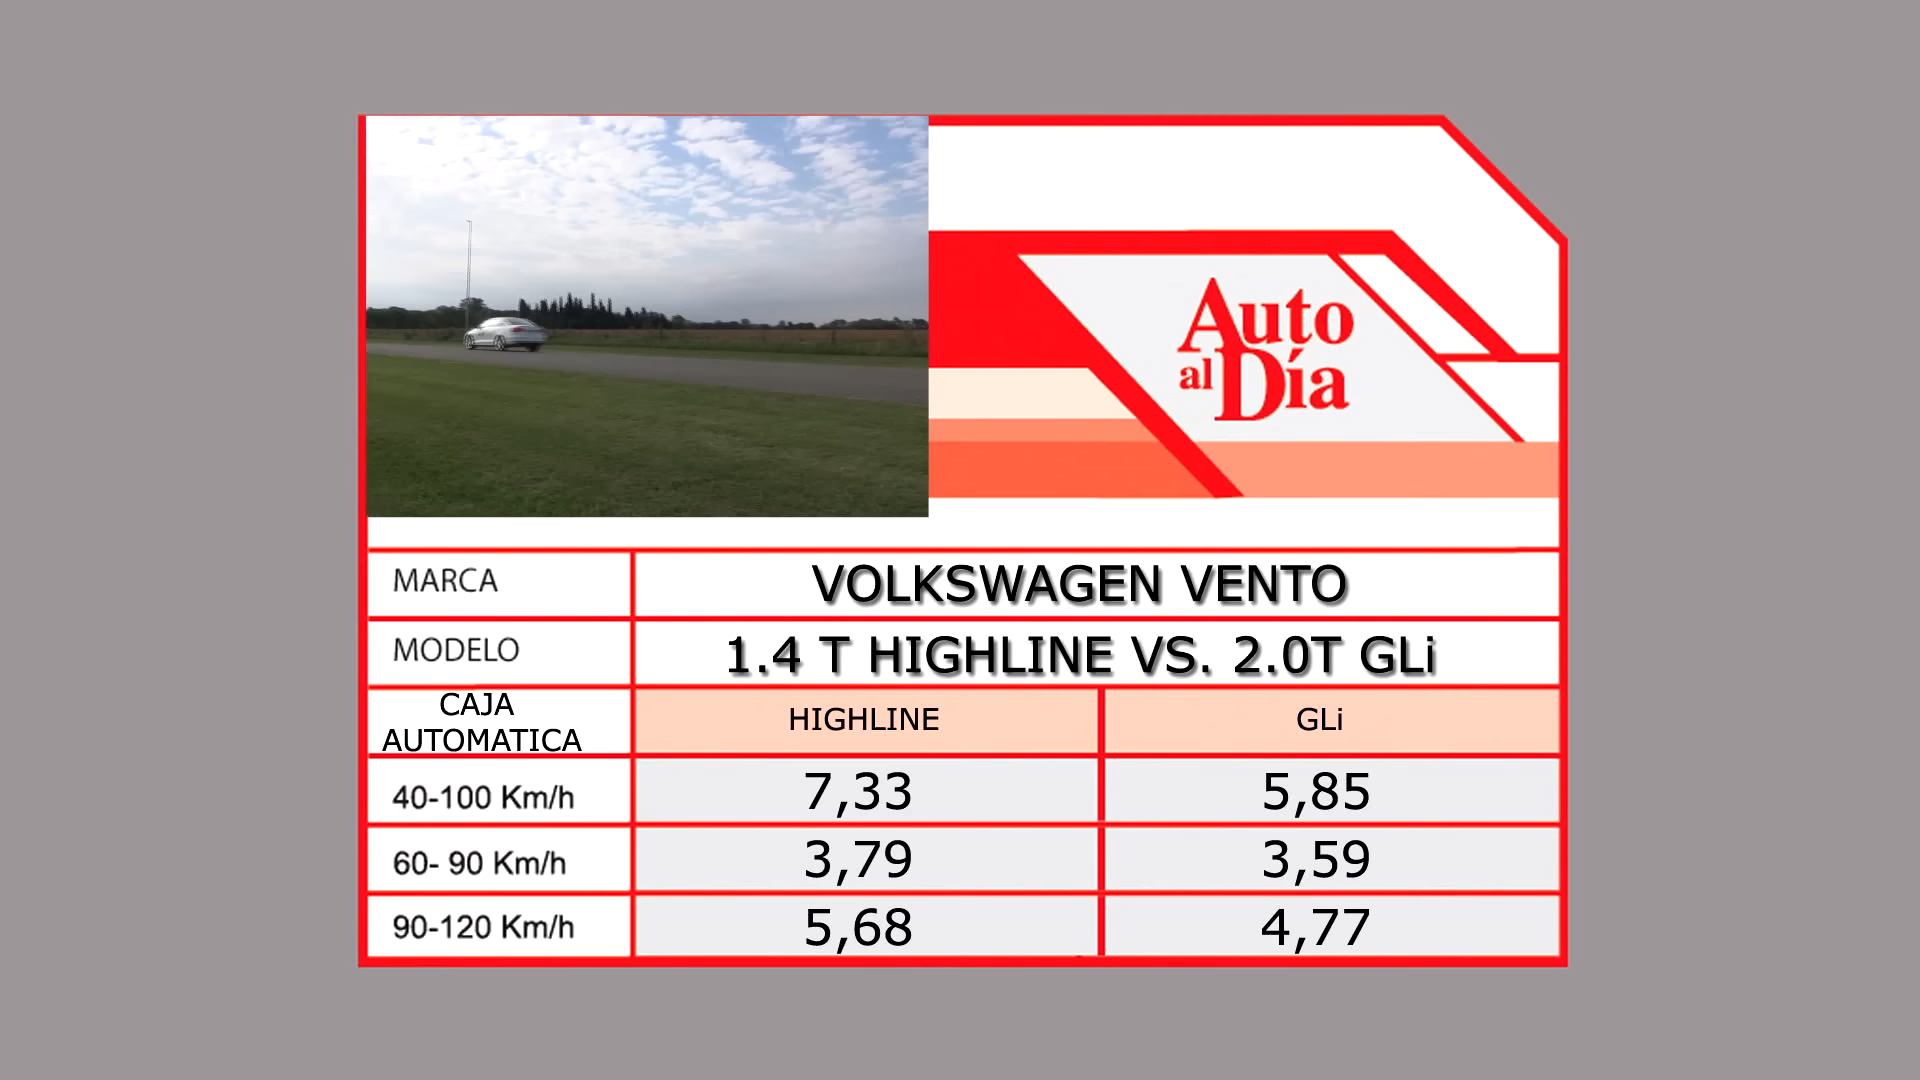 Auto
al Día
MARCA
VOLKSWAGEN VENTO
MODELO
1.4 T HIGHLINE VS. 2.0T GLi
CAJA
AUTOMATICA
HIGHLINE
GLi
40-100 Km/h
7,33
5,85
60- 90 Km/h
3,79
3,59
90-120 Km/h
5,68
4,77